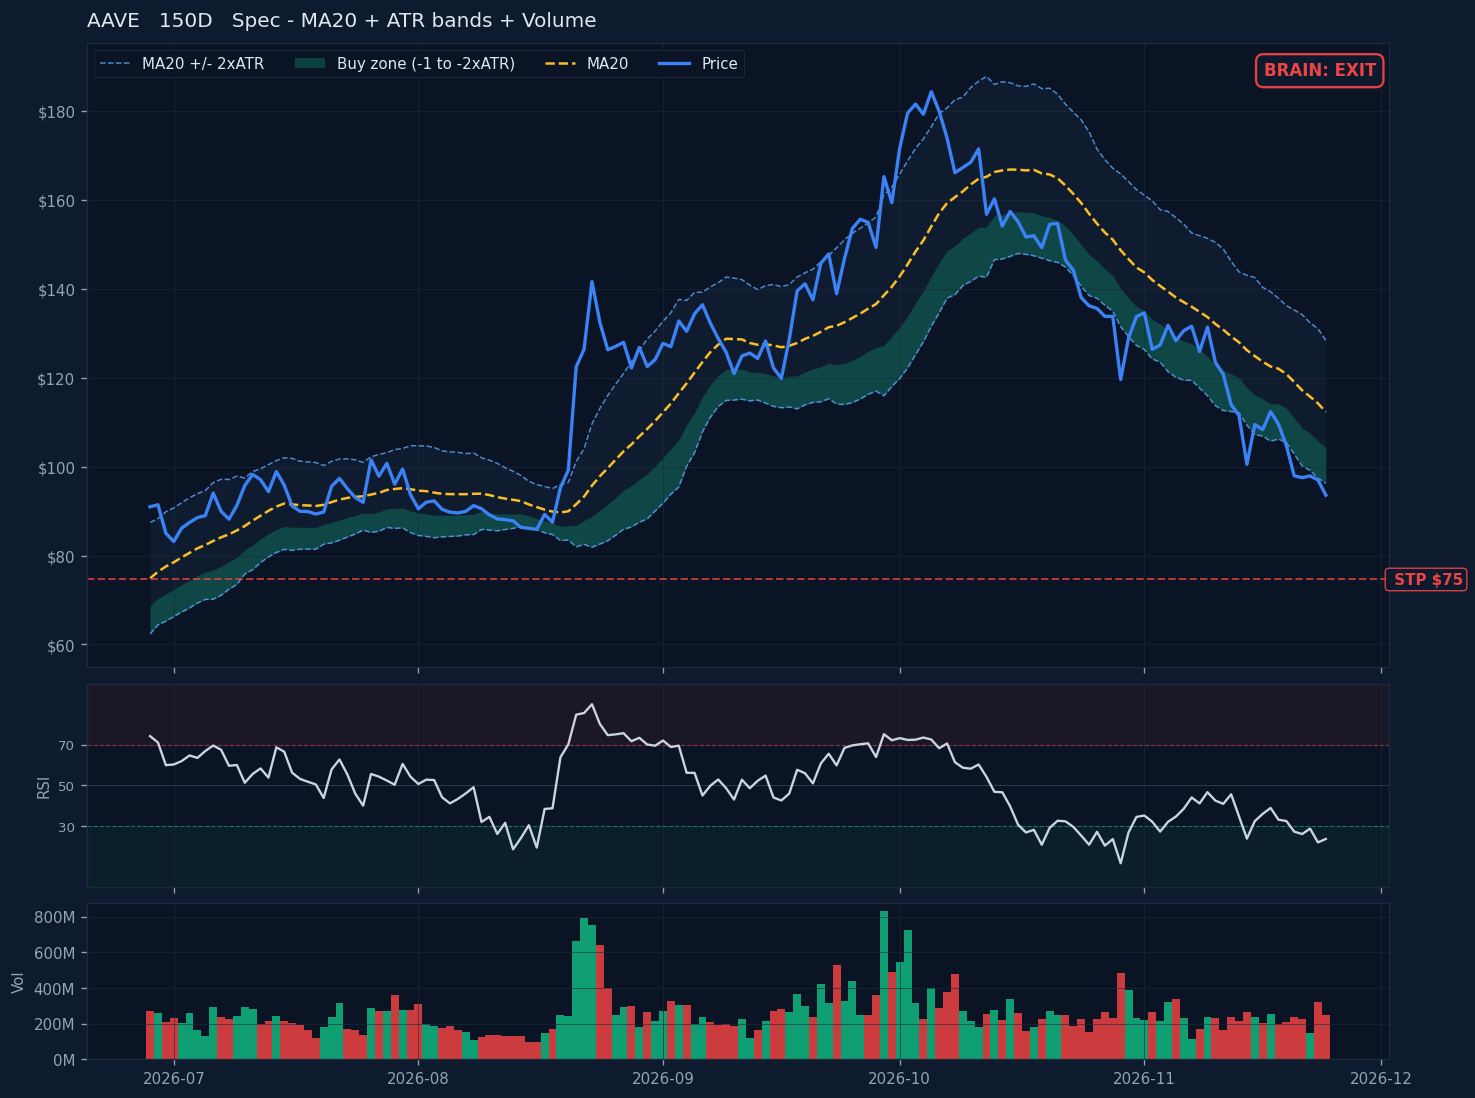 AAVE 150D Spec - MA20 + ATR bands + Volume
MA20 +/- 2xATR
Buy zone (-1 to -2xATR)
MA20
Price
BRAIN: EXIT
$180
$160
$140
$120
$100
$80
$60
STP $75
RSI
70
50
30
Vol
800M
600M
400M
200M
0M
2026-07
2026-08
2026-09
2026-10
2026-11
2026-12